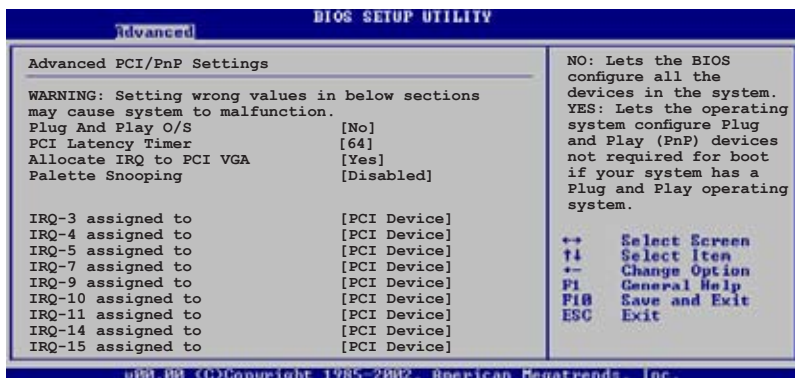 BIOS SETUP UTILITY
Advanced
Advanced PCI/PnP Settings
WARNING: Setting wrong values in below sections
may cause system to malfunction.
Plug And Play O/S [No]
PCI Latency Timer [64]
Allocate IRQ to PCI VGA [Yes]
Palette Snooping [Disabled]
IRQ-3 assigned to [PCI Device]
IRQ-4 assigned to [PCI Device]
IRQ-5 assigned to [PCI Device]
IRQ-7 assigned to [PCI Device]
IRQ-9 assigned to [PCI Device]
IRQ-10 assigned to [PCI Device]
IRQ-11 assigned to [PCI Device]
IRQ-14 assigned to [PCI Device]
IRQ-15 assigned to [PCI Device]
NO: Lets the BIOS
configure all the
devices in the system.
YES: Lets the operating
system configure Plug
and Play (PnP) devices
not required for boot
if your system has a
Plug and Play operating
system.
↔ Select Screen
↑↓ Select Item
+- Change Option
F1 General Help
F10 Save and Exit
ESC Exit
v00.00 (C)Copyright 1985-2002, American Megatrends, Inc.